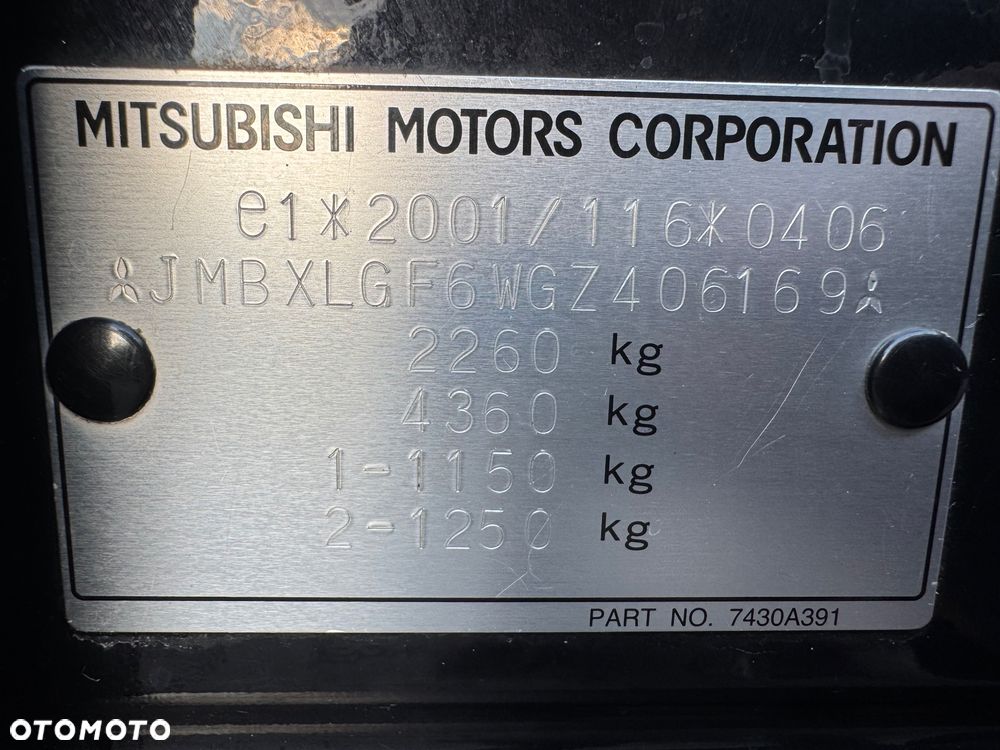 MITSUBISHI MOTORS CORPORATION
e1*2001/116*0406
JMBXLGF6WGZ406169
2260 kg
4360 kg
1-1150 kg
2-1250 kg
PART NO. 7430A391
OTOMOTO